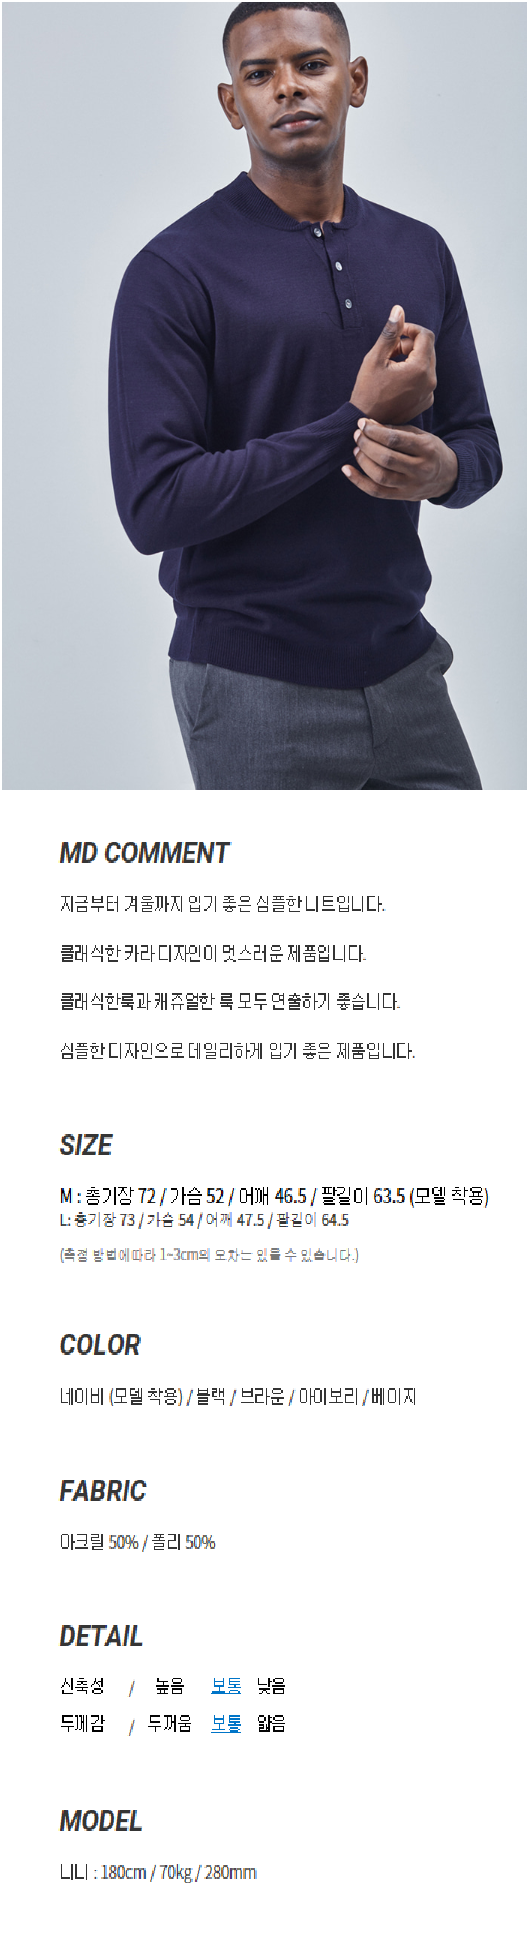 MD COMMENT
지금부터 겨울까지 입기 좋은 심플한 니트입니다.
클래식한 카라 디자인이 멋스러운 제품입니다.
클래식한룩과 캐쥬얼한 룩 모두 연출하기 좋습니다.
심플한 디자인으로 데일리하게 입기 좋은 제품입니다.
SIZE
M : 총기장 72 / 가슴 52 / 어깨 46.5 / 팔길이 63.5 (모델 착용)
L: 총기장 73 / 가슴 54 / 어깨 47.5 / 팔길이 64.5
(측정 방법에따라 1~3cm의 오차는 있을 수 있습니다.)
COLOR
네이비 (모델 착용) / 블랙 / 브라운 / 아이보리 / 베이지
FABRIC
아크릴 50% / 폴리 50%
DETAIL
신축성 / 높음 보통 낮음
두께감 / 두꺼움 보통 얇음
MODEL
니니 : 180cm / 70kg / 280mm